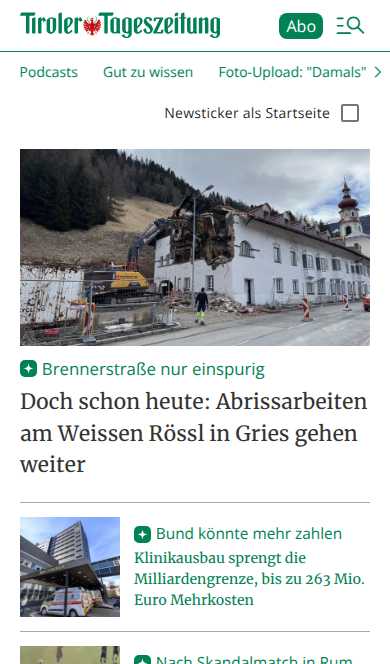 Tiroler Tageszeitung
Abo
Podcasts Gut zu wissen Foto-Upload: "Damals"
Newsticker als Startseite
Brennerstraße nur einspurig
Doch schon heute: Abrissarbeiten
am Weissen Rössl in Gries gehen
weiter
Bund könnte mehr zahlen
Klinikausbau sprengt die
Milliardengrenze, bis zu 263 Mio.
Euro Mehrkosten
Nach Skandalmatch in Rum